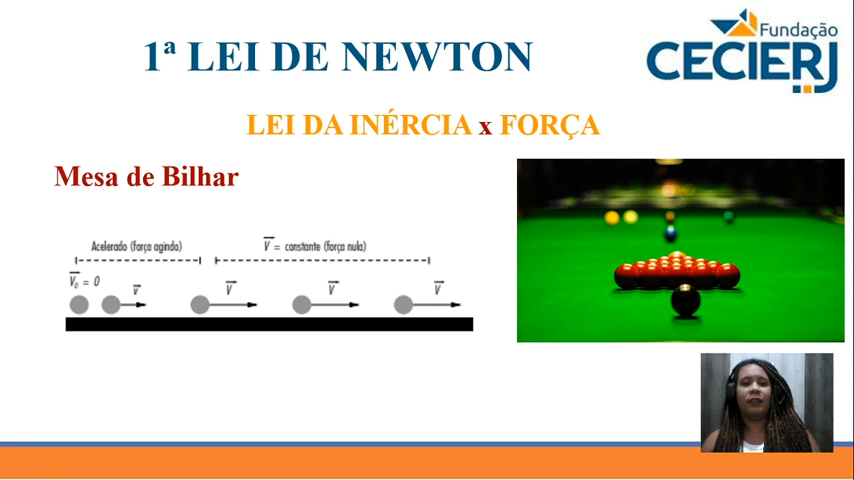 1ª LEI DE NEWTON
Fundação
CECIERJ
LEI DA INÉRCIA x FORÇA
Mesa de Bilhar
Acelerado (força agindo)
V = constante (força nula)
V₀ = 0
v
V
V
V